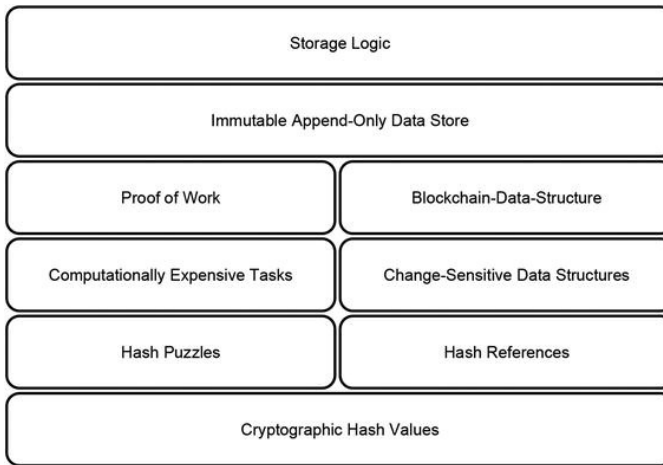 Storage Logic
Immutable Append-Only Data Store
Proof of Work
Blockchain-Data-Structure
Computationally Expensive Tasks
Change-Sensitive Data Structures
Hash Puzzles
Hash References
Cryptographic Hash Values